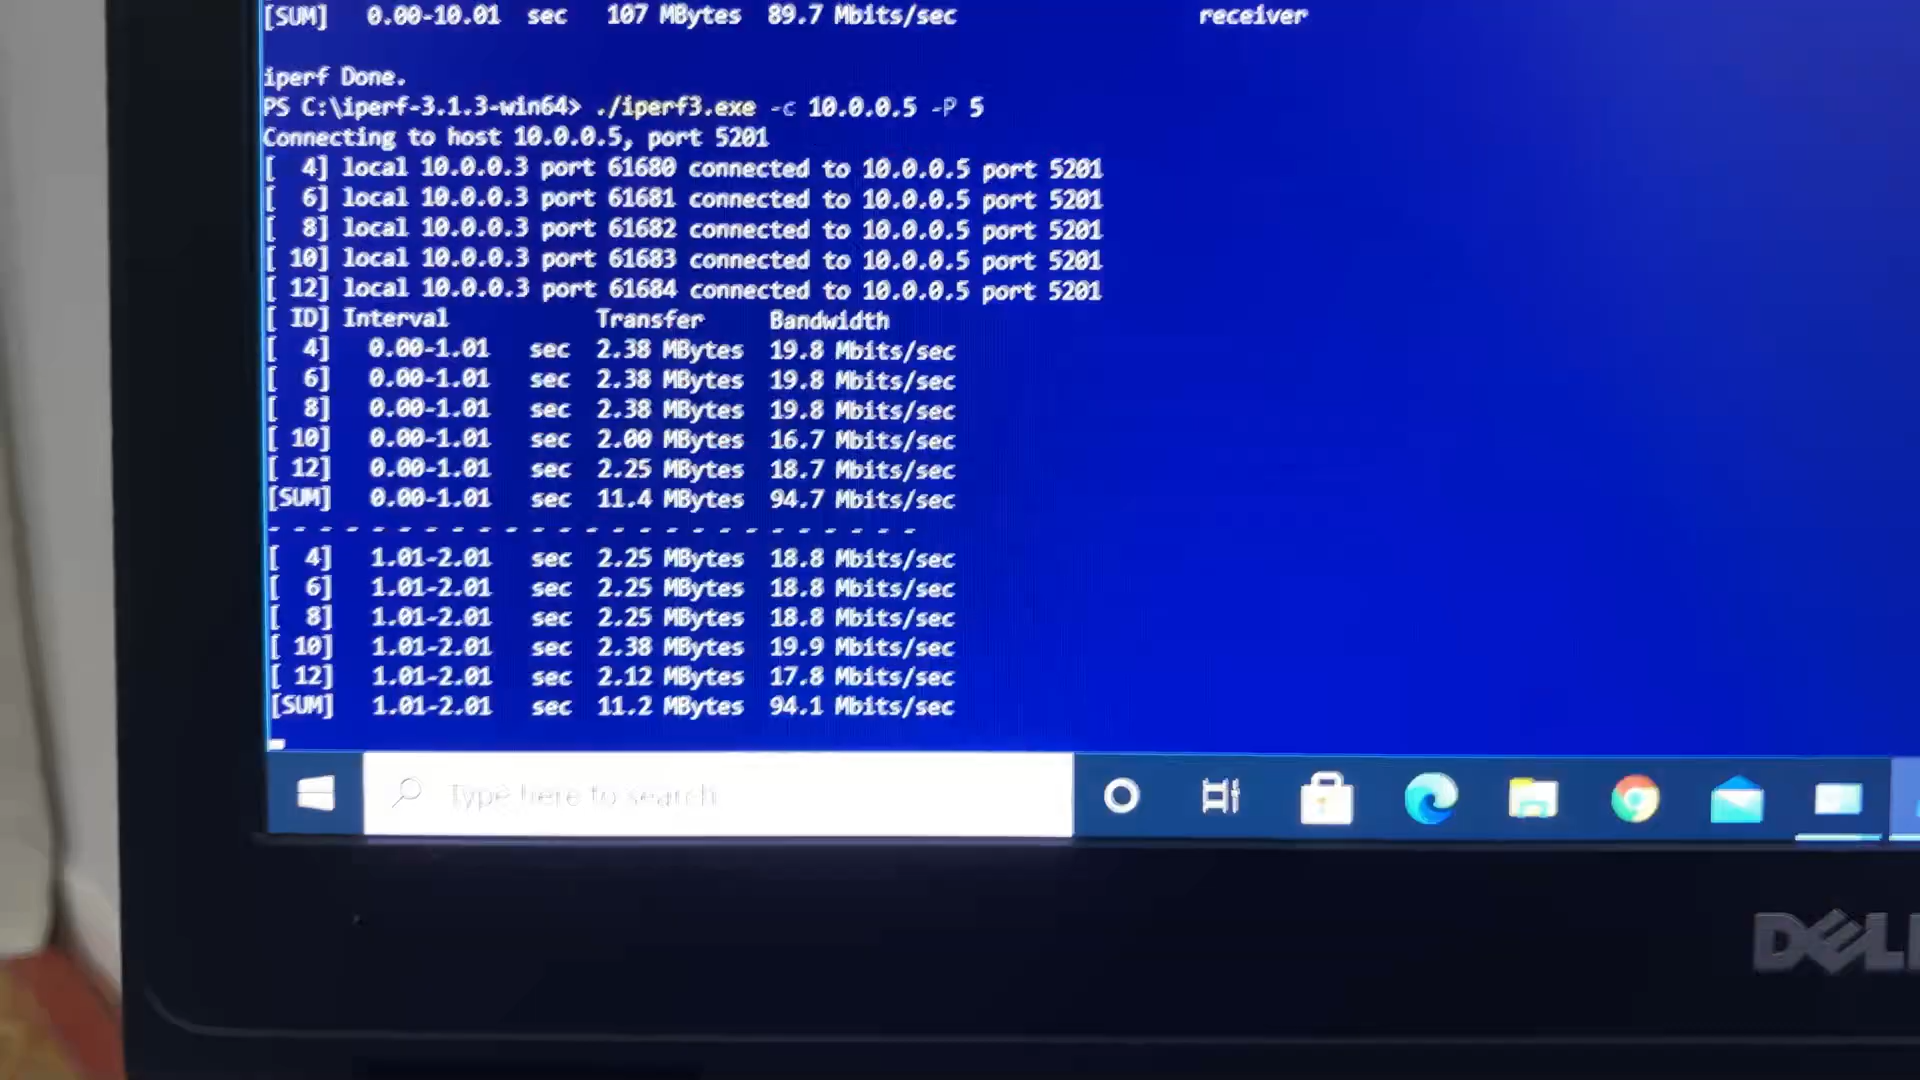 [SUM] 0.00-10.01 sec 107 MBytes 89.7 Mbits/sec receiver
iperf Done.
PS C:\iperf-3.1.3-win64> ./iperf3.exe -c 10.0.0.5 -P 5
Connecting to host 10.0.0.5, port 5201
[ 4] local 10.0.0.3 port 61680 connected to 10.0.0.5 port 5201
[ 6] local 10.0.0.3 port 61681 connected to 10.0.0.5 port 5201
[ 8] local 10.0.0.3 port 61682 connected to 10.0.0.5 port 5201
[ 10] local 10.0.0.3 port 61683 connected to 10.0.0.5 port 5201
[ 12] local 10.0.0.3 port 61684 connected to 10.0.0.5 port 5201
[ ID] Interval Transfer Bandwidth
[ 4] 0.00-1.01 sec 2.38 MBytes 19.8 Mbits/sec
[ 6] 0.00-1.01 sec 2.38 MBytes 19.8 Mbits/sec
[ 8] 0.00-1.01 sec 2.38 MBytes 19.8 Mbits/sec
[ 10] 0.00-1.01 sec 2.00 MBytes 16.7 Mbits/sec
[ 12] 0.00-1.01 sec 2.25 MBytes 18.7 Mbits/sec
[SUM] 0.00-1.01 sec 11.4 MBytes 94.7 Mbits/sec
- - - - - - - - - - - - - - - - - - - - - - - - -
[ 4] 1.01-2.01 sec 2.25 MBytes 18.8 Mbits/sec
[ 6] 1.01-2.01 sec 2.25 MBytes 18.8 Mbits/sec
[ 8] 1.01-2.01 sec 2.25 MBytes 18.8 Mbits/sec
[ 10] 1.01-2.01 sec 2.38 MBytes 19.9 Mbits/sec
[ 12] 1.01-2.01 sec 2.12 MBytes 17.8 Mbits/sec
[SUM] 1.01-2.01 sec 11.2 MBytes 94.1 Mbits/sec
Type here to search
DELL